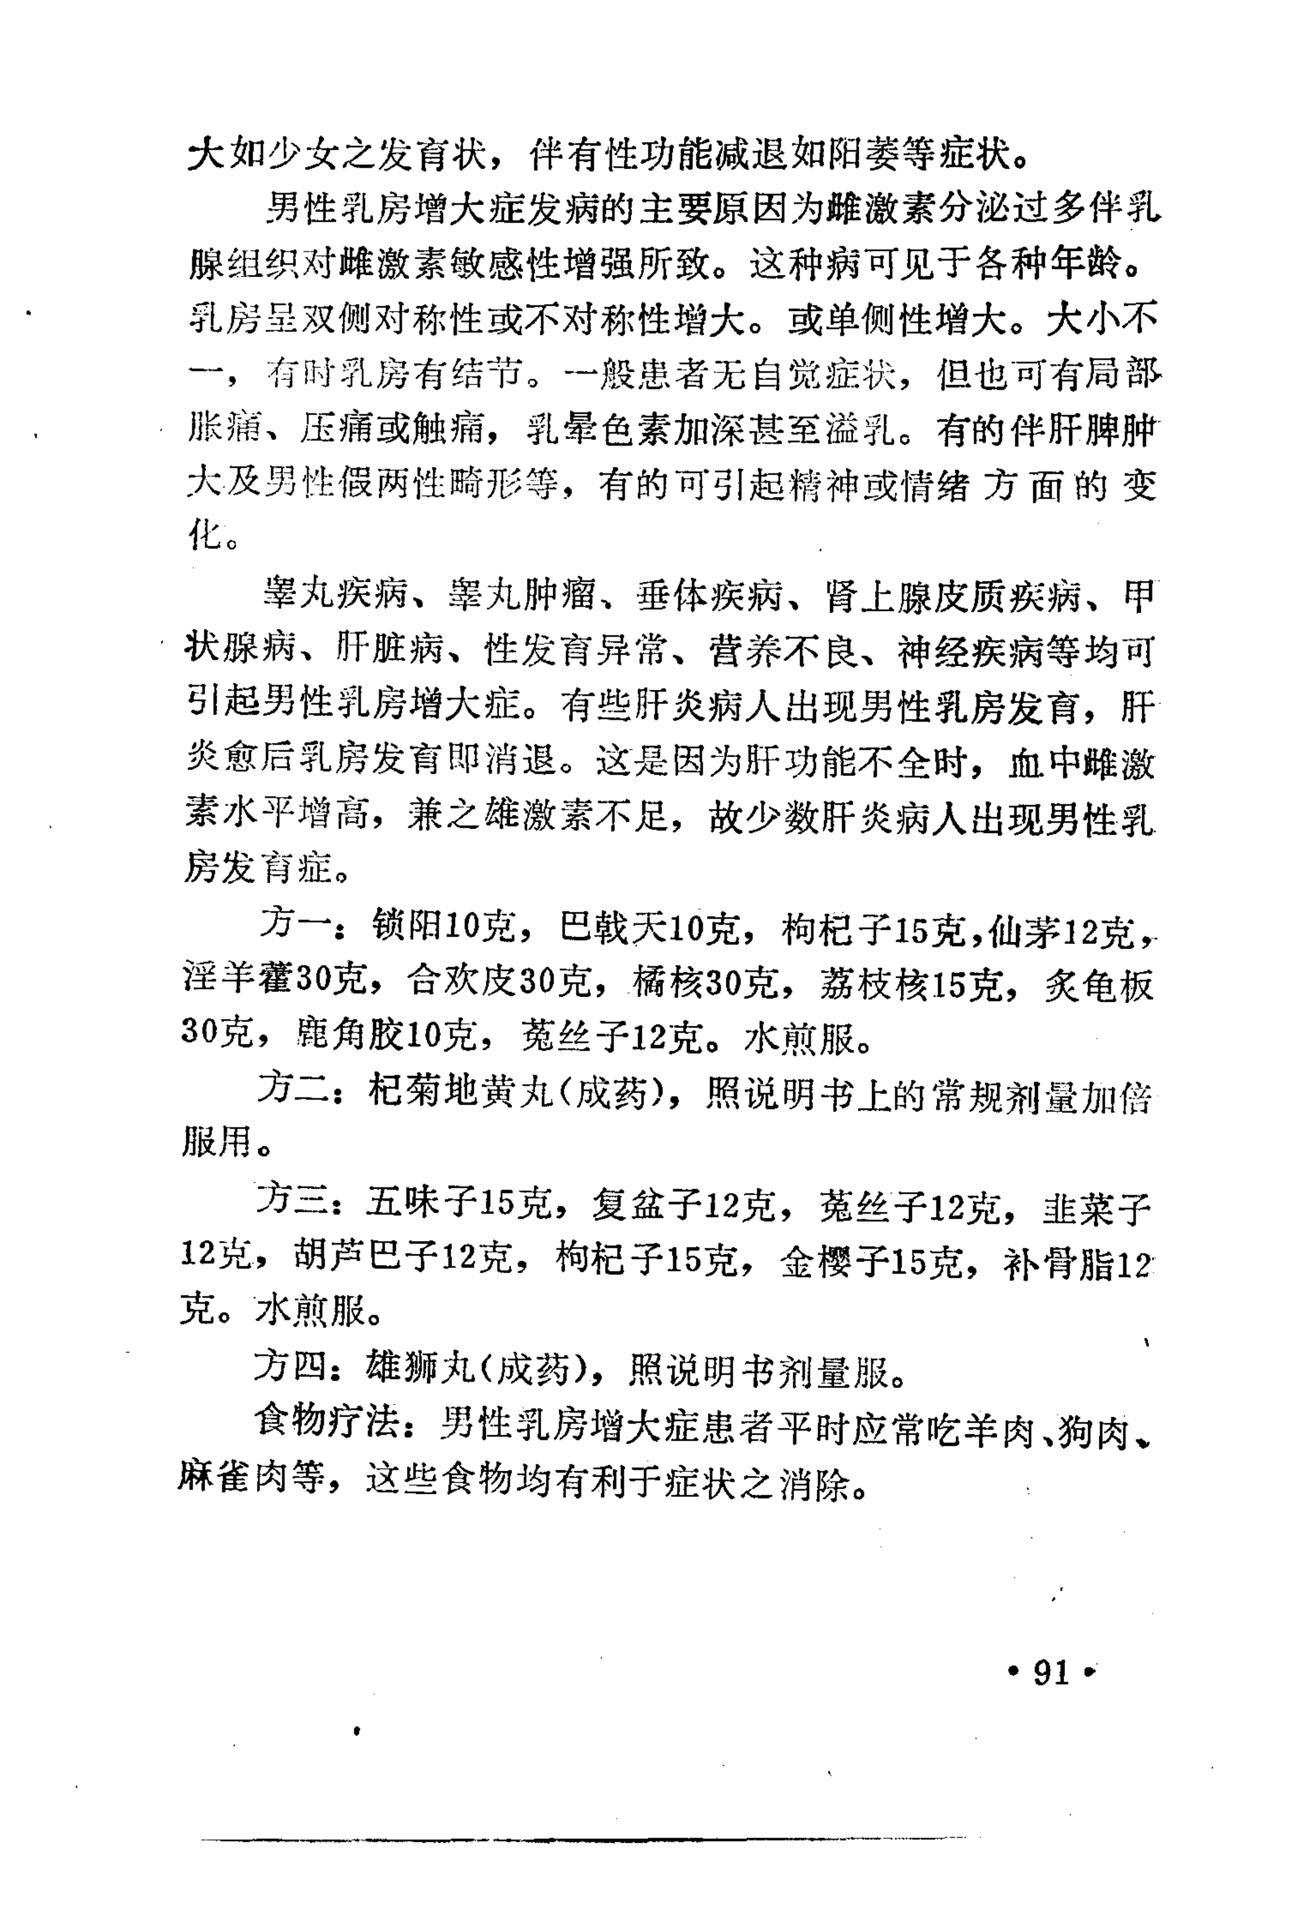 大如少女之发育状，伴有性功能减退如阳萎等症状。
男性乳房增大症发病的主要原因为雌激素分泌过多伴乳
腺组织对雌激素敏感性增强所致。这种病可见于各种年龄。
乳房呈双侧对称性或不对称性增大。或单侧性增大。大小不
一，有时乳房有结节。一般患者无自觉症状，但也可有局部
胀痛、压痛或触痛，乳晕色素加深甚至溢乳。有的伴肝脾肿
大及男性假两性畸形等，有的可引起精神或情绪方面的变
化。
睾丸疾病、睾丸肿瘤、垂体疾病、肾上腺皮质疾病、甲
状腺病、肝脏病、性发育异常、营养不良、神经疾病等均可
引起男性乳房增大症。有些肝炎病人出现男性乳房发育，肝
炎愈后乳房发育即消退。这是因为肝功能不全时，血中雌激
素水平增高，兼之雄激素不足，故少数肝炎病人出现男性乳
房发育症。
方一：锁阳10克，巴戟天10克，枸杞子15克，仙茅12克，
淫羊藿30克，合欢皮30克，橘核30克，荔枝核15克，炙龟板
30克，鹿角胶10克，菟丝子12克。水煎服。
方二：杞菊地黄丸(成药)，照说明书上的常规剂量加倍
服用。
方三：五味子15克，复盆子12克，菟丝子12克，韭菜子
12克，胡芦巴子12克，枸杞子15克，金樱子15克，补骨脂12
克。水煎服。
方四：雄狮丸(成药)，照说明书剂量服。
食物疗法：男性乳房增大症患者平时应常吃羊肉、狗肉、
麻雀肉等，这些食物均有利于症状之消除。
•91•